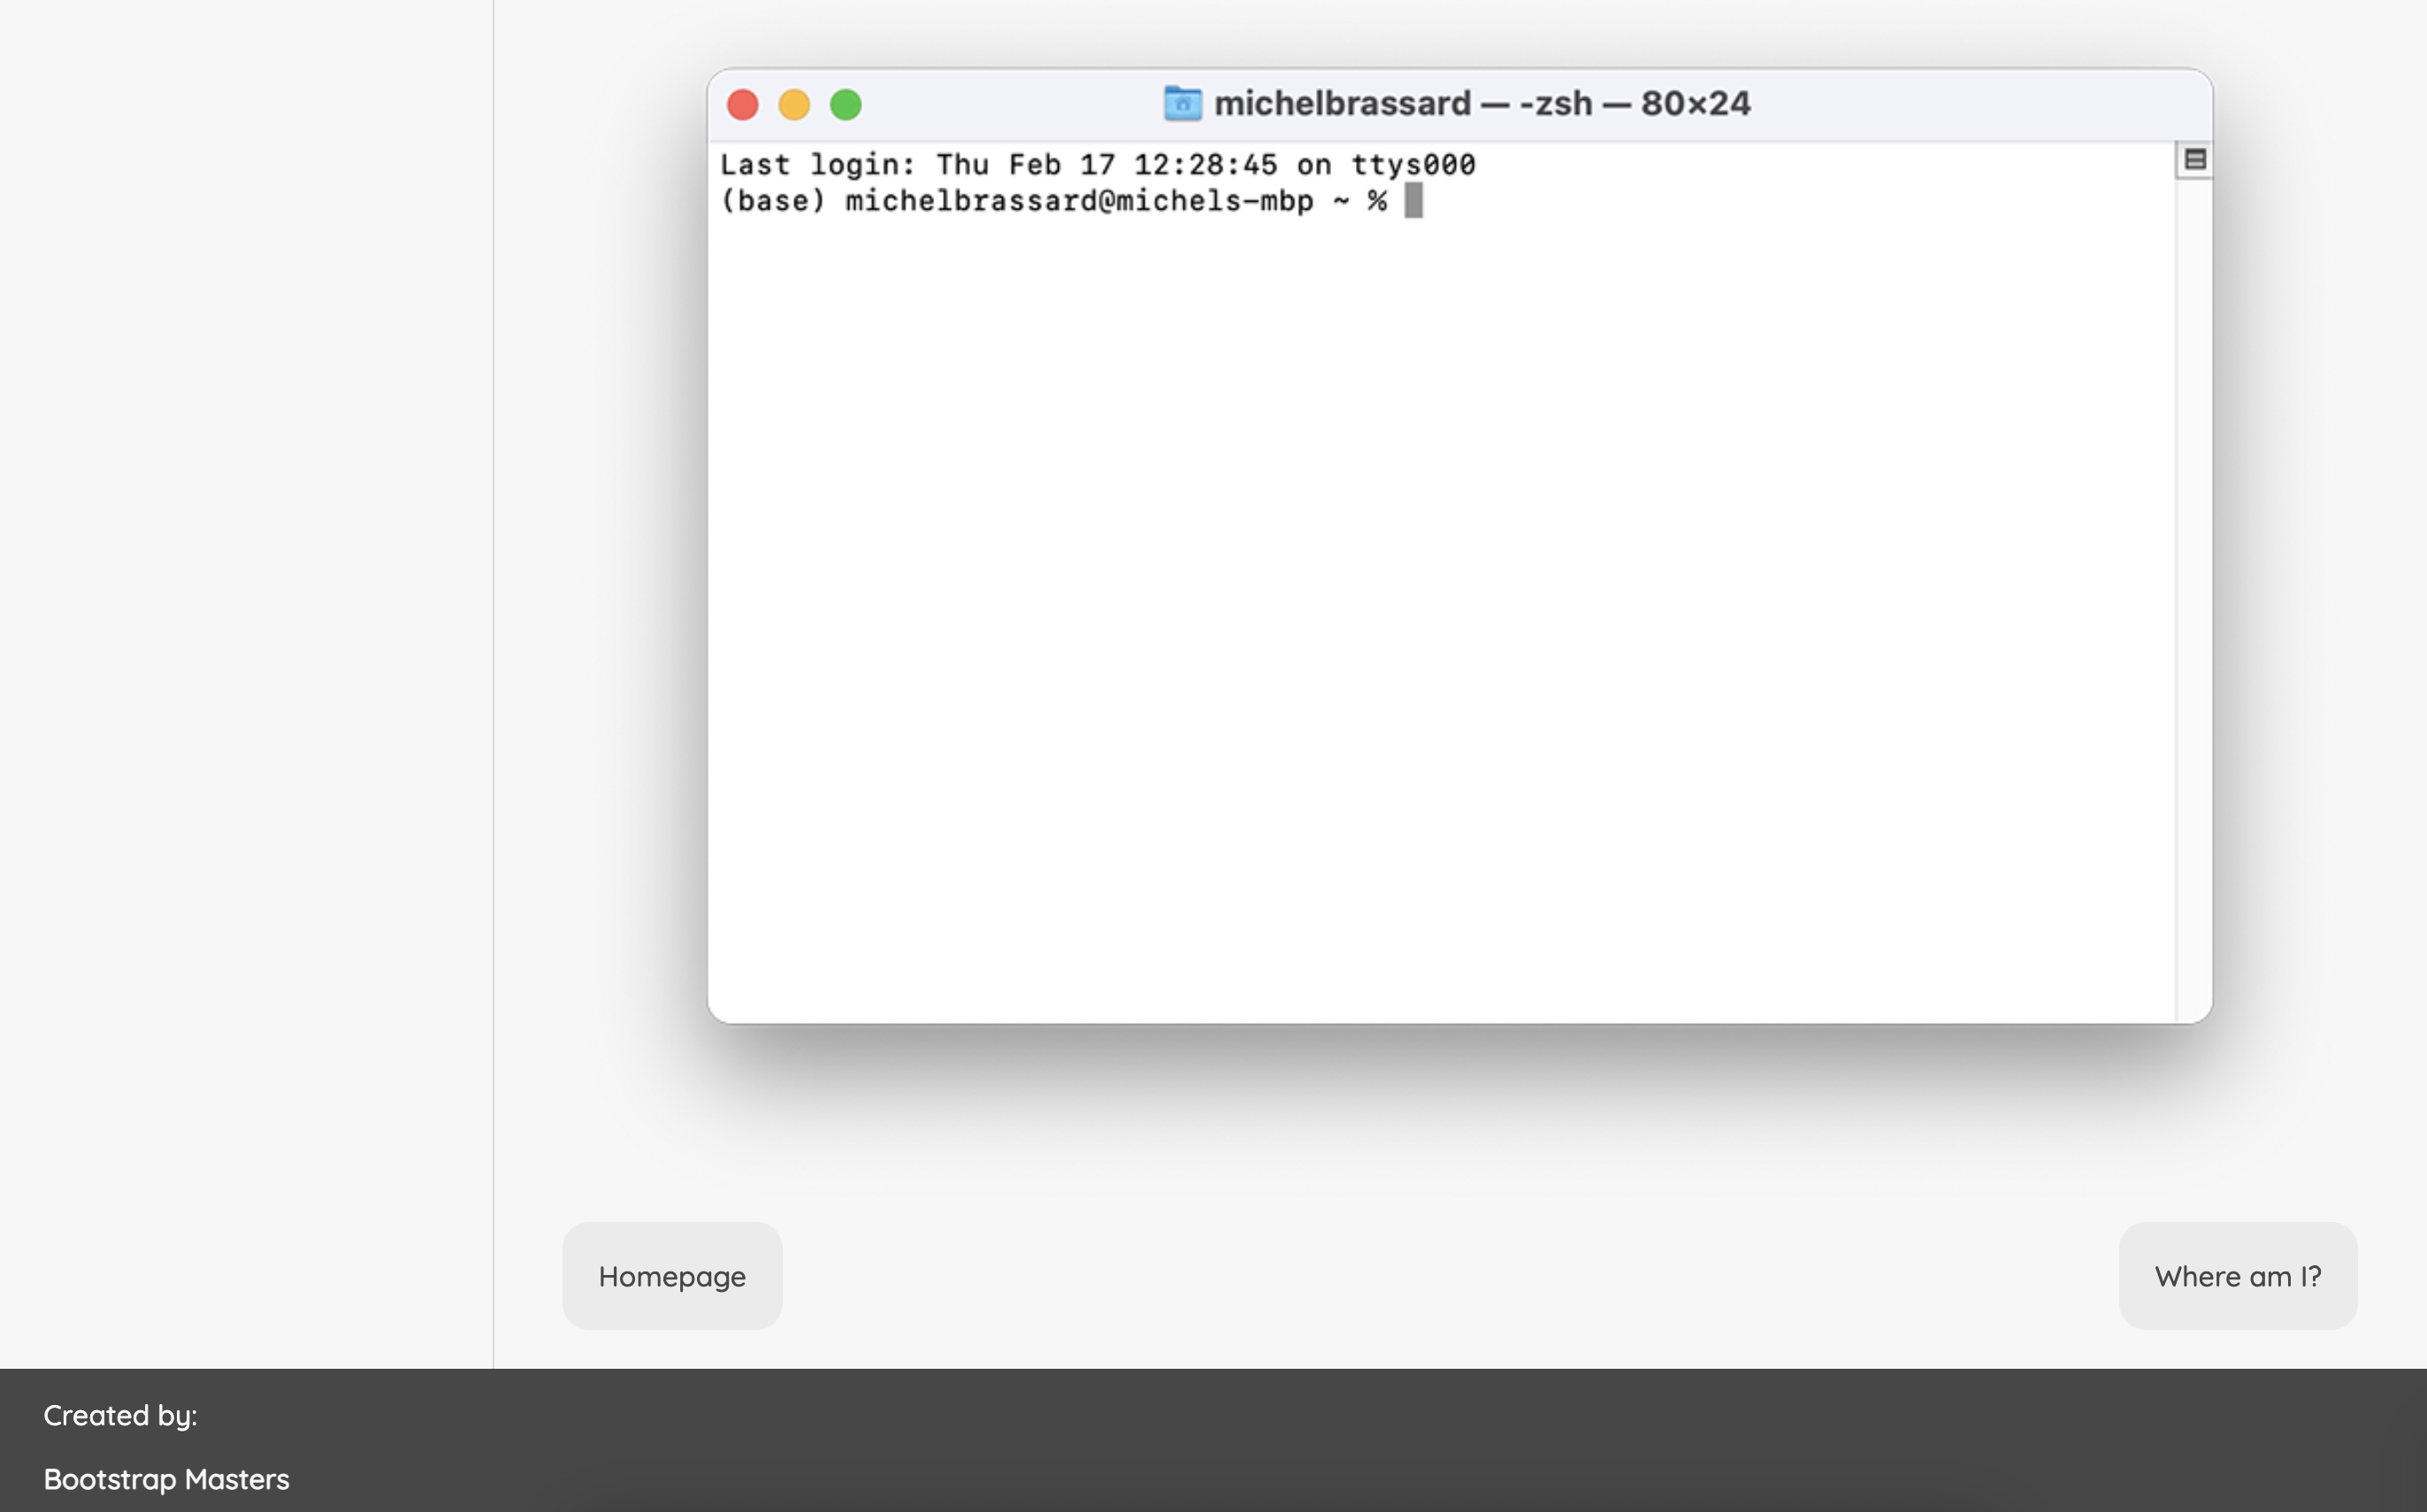 michelbrassard — -zsh — 80×24
Last login: Thu Feb 17 12:28:45 on ttys000
(base) michelbrassard@michels-mbp ~ %
Homepage
Where am I?
Created by:
Bootstrap Masters